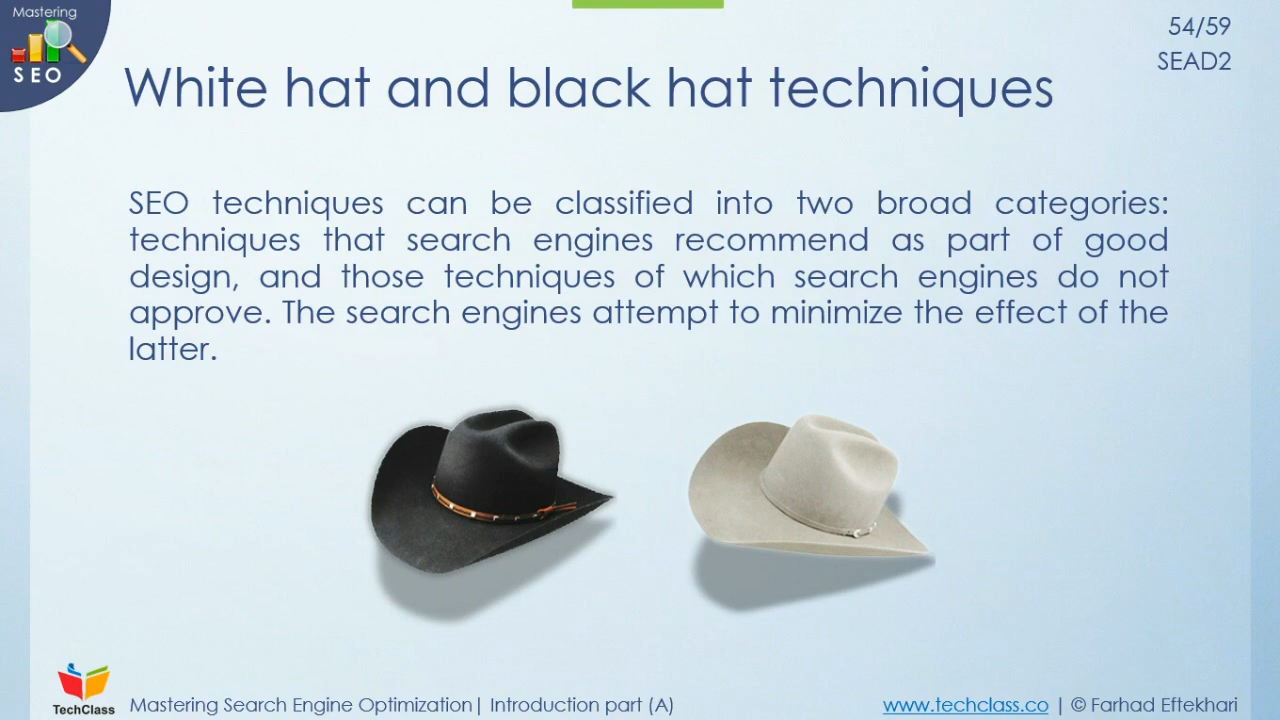 Mastering
SEO
54/59
SEAD2
White hat and black hat techniques
SEO techniques can be classified into two broad categories:
techniques that search engines recommend as part of good
design, and those techniques of which search engines do not
approve. The search engines attempt to minimize the effect of the
latter.
TechClass
Mastering Search Engine Optimization| Introduction part (A)
www.techclass.co | © Farhad Eftekhari